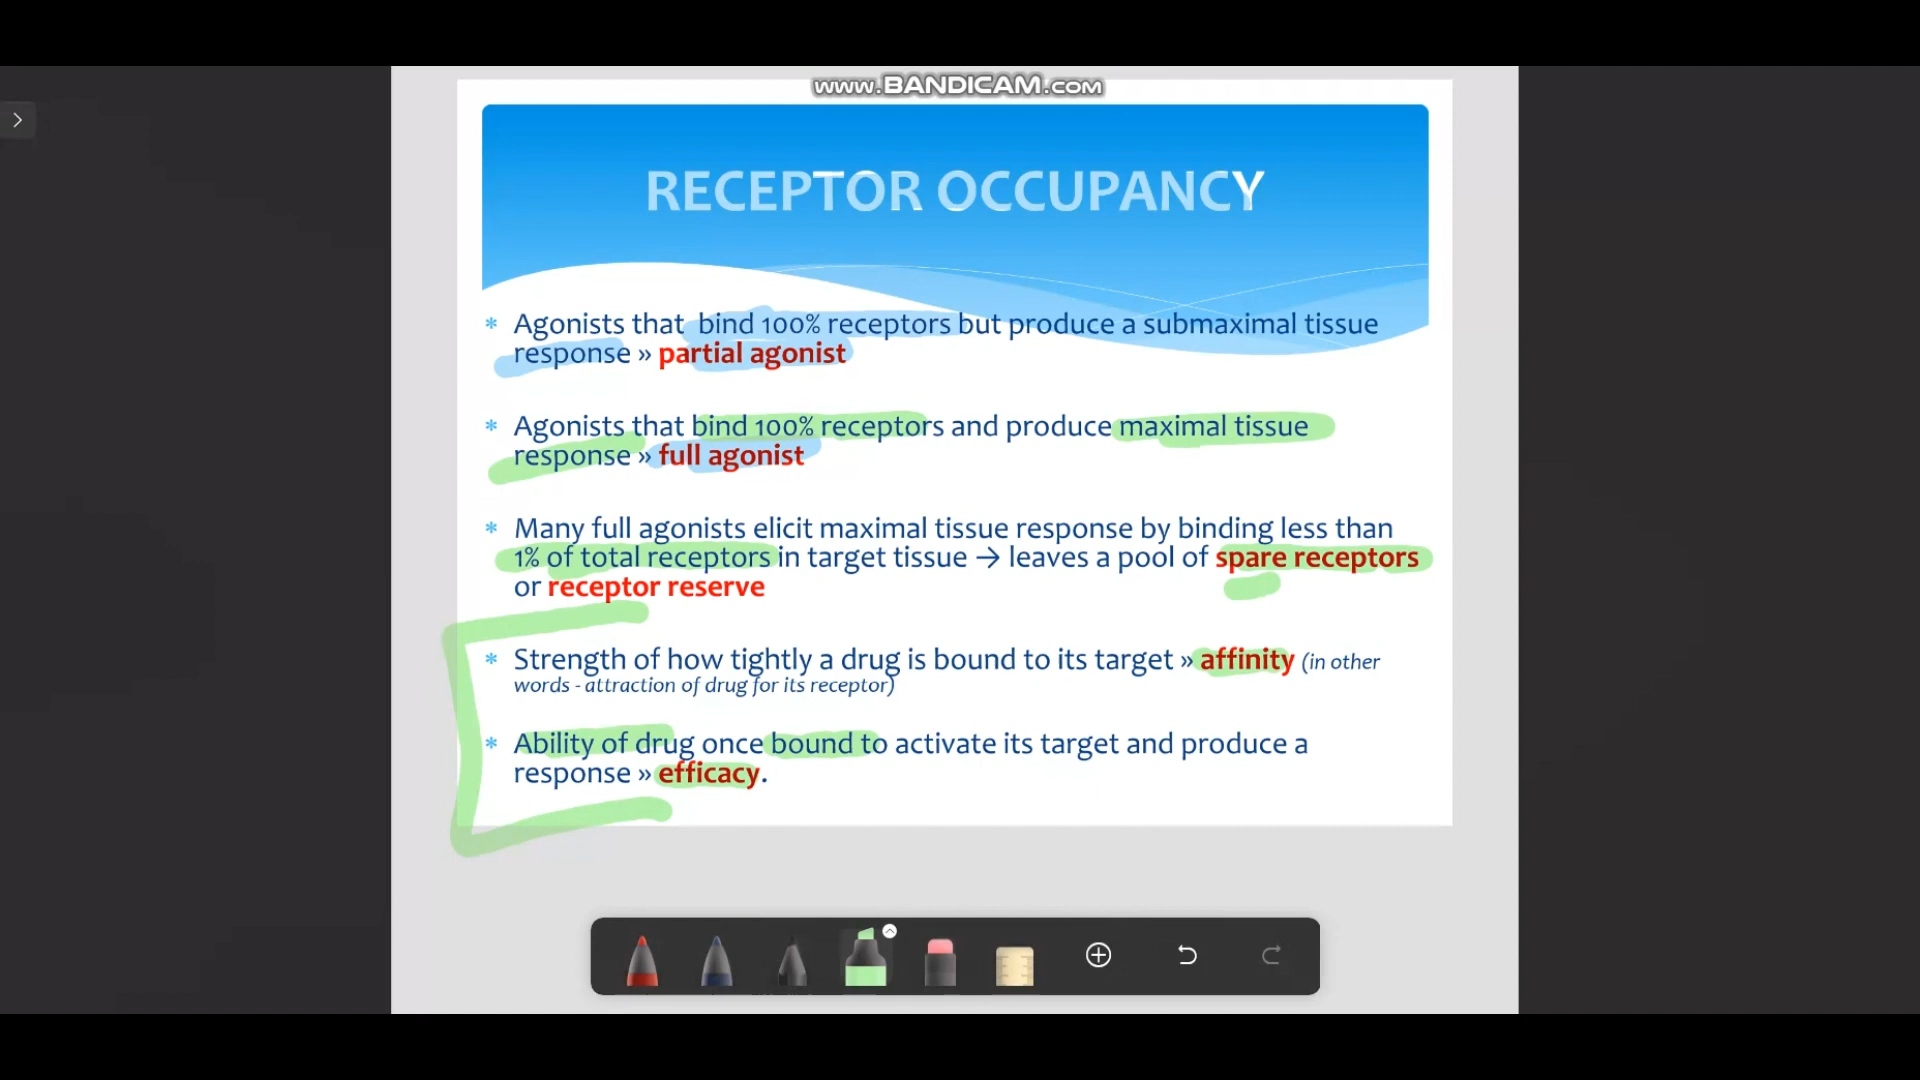 www.BANDICAM.com
RECEPTOR OCCUPANCY
* Agonists that bind 100% receptors but produce a submaximal tissue
response » partial agonist
* Agonists that bind 100% receptors and produce maximal tissue
response » full agonist
* Many full agonists elicit maximal tissue response by binding less than
1% of total receptors in target tissue → leaves a pool of spare receptors
or receptor reserve
* Strength of how tightly a drug is bound to its target » affinity (in other
words - attraction of drug for its receptor)
* Ability of drug once bound to activate its target and produce a
response » efficacy.